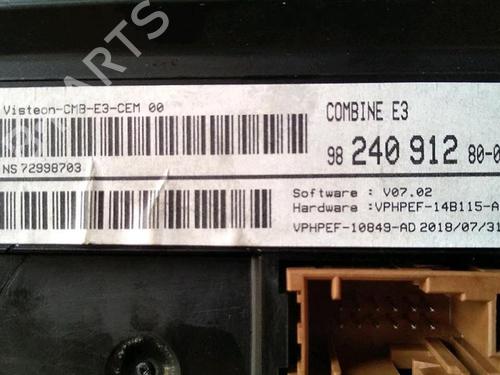 PARTS
Visteon-CMB-E3-CEM 00
COMBINE E3
NS 72998703
98 240 912 80-0
Software : V07.02
Hardware :VPHPEF-14B115-A
VPHPEF-10849-AD 2018/07/31